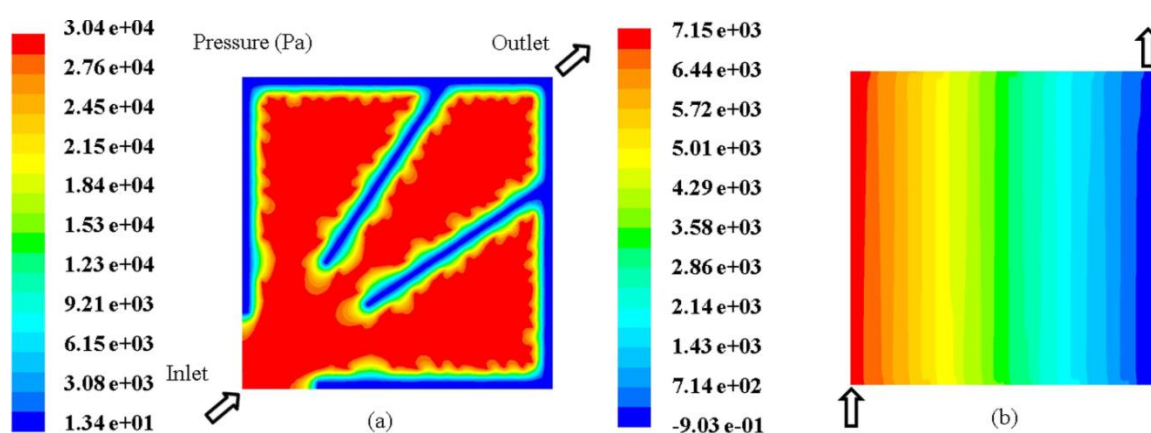 3.04 e+04
2.76 e+04
2.45 e+04
2.15 e+04
1.84 e+04
1.53 e+04
1.23 e+04
9.21 e+03
6.15 e+03
3.08 e+03
1.34 e+01
Pressure (Pa)
Outlet
Inlet
(a)
7.15 e+03
6.44 e+03
5.72 e+03
5.01 e+03
4.29 e+03
3.58 e+03
2.86 e+03
2.14 e+03
1.43 e+03
7.14 e+02
-9.03 e-01
(b)